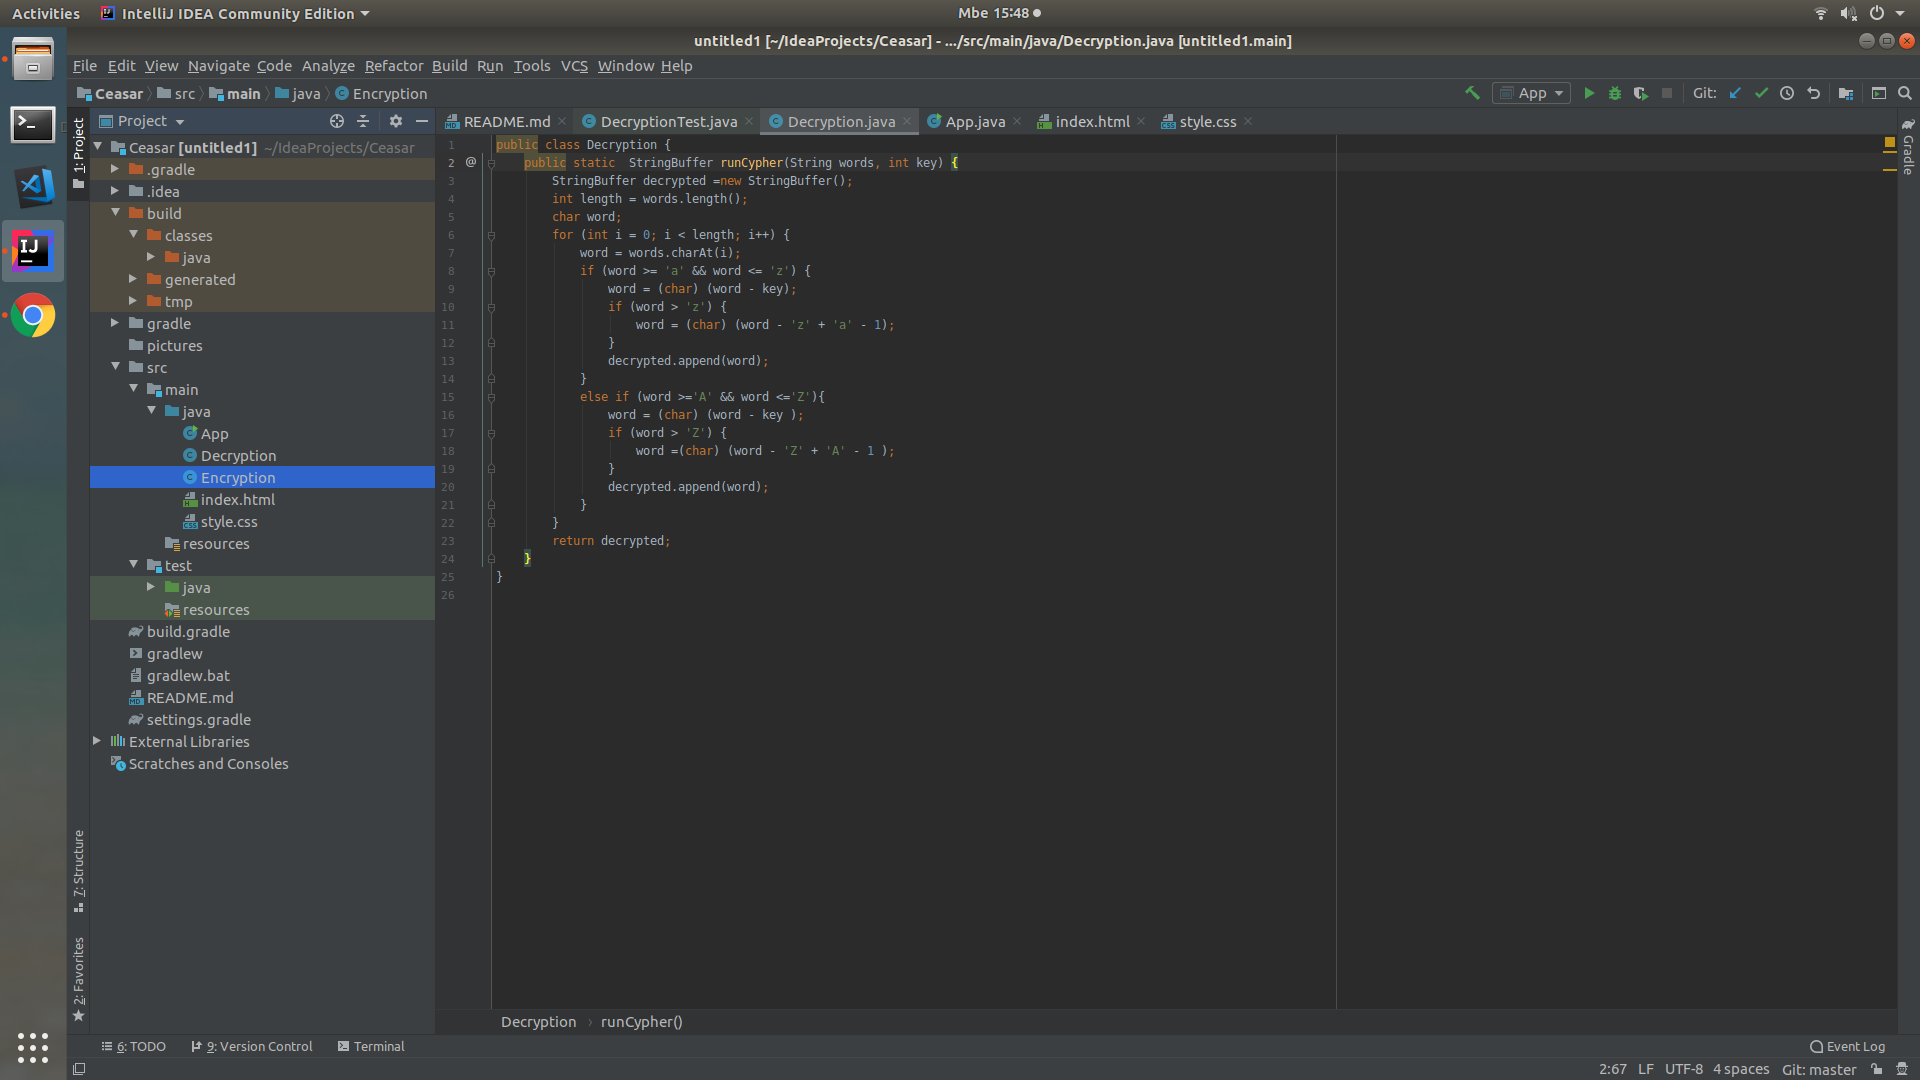 Activities IntelliJ IDEA Community Edition Mbe 15:48
untitled1 [~/IdeaProjects/Ceasar] - .../src/main/java/Decryption.java [untitled1.main]
File Edit View Navigate Code Analyze Refactor Build Run Tools VCS Window Help
Ceasar src main java Encryption App Git:
1: Project
Project
README.md DecryptionTest.java Decryption.java App.java index.html style.css
Gradle
Ceasar [untitled1] ~/IdeaProjects/Ceasar
.gradle
.idea
build
classes
java
generated
tmp
gradle
pictures
src
main
java
App
Decryption
Encryption
index.html
style.css
resources
test
java
resources
build.gradle
gradlew
gradlew.bat
README.md
settings.gradle
External Libraries
Scratches and Consoles
7: Structure
2: Favorites
1 public class Decryption {
2 @ public static  StringBuffer runCypher(String words, int key) {
3 StringBuffer decrypted =new StringBuffer();
4 int length = words.length();
5 char word;
6 for (int i = 0; i < length; i++) {
7 word = words.charAt(i);
8 if (word >= 'a' && word <= 'z') {
9 word = (char) (word - key);
10 if (word > 'z') {
11 word = (char) (word - 'z' + 'a' - 1);
12 }
13 decrypted.append(word);
14 }
15 else if (word >='A' && word <='Z'){
16 word = (char) (word - key );
17 if (word > 'Z') {
18 word =(char) (word - 'Z' + 'A' - 1 );
19 }
20 decrypted.append(word);
21 }
22 }
23 return decrypted;
24 }
25 }
26
Decryption › runCypher()
6: TODO 9: Version Control Terminal Event Log
2:67 LF UTF-8 4 spaces Git: master